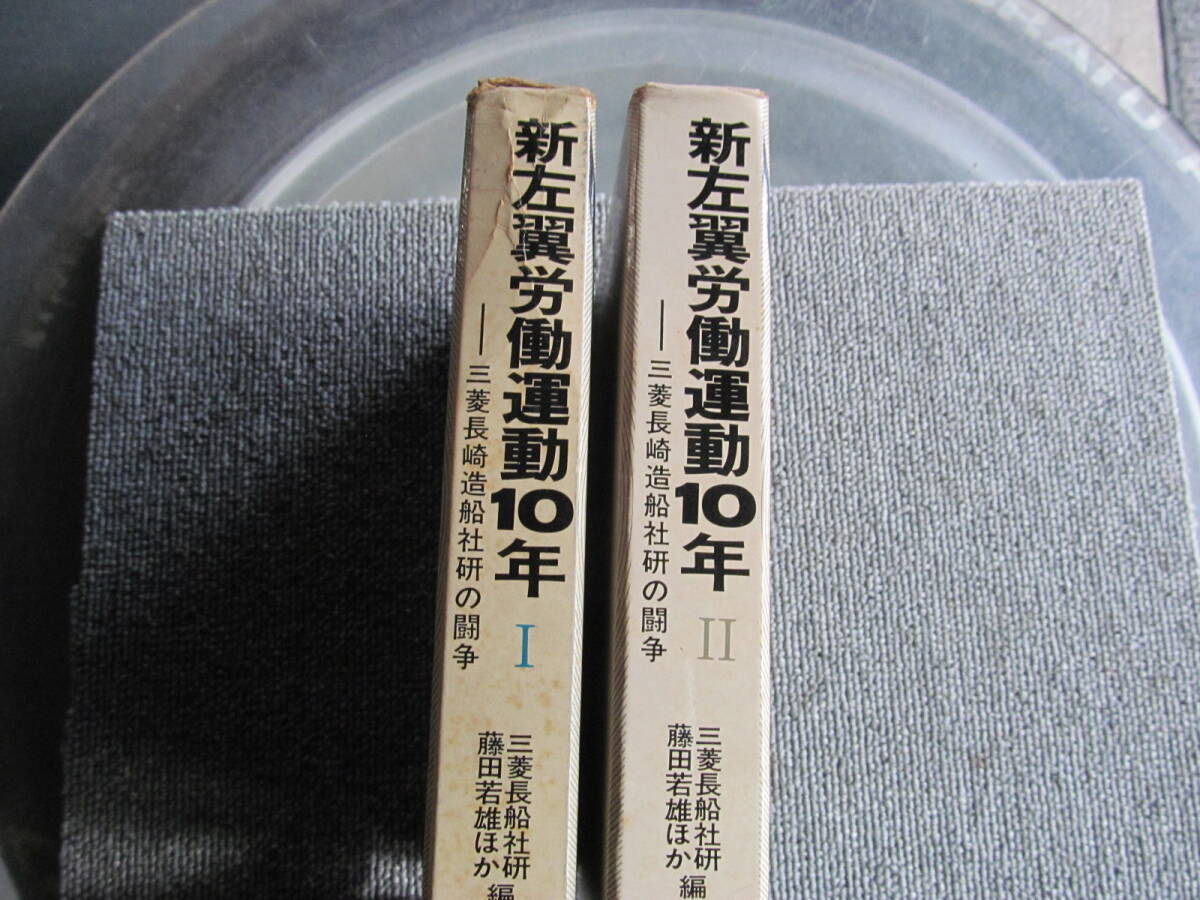 新左翼労働運動10年 I
——三菱長崎造船社研の闘争
三菱長船社研
藤田若雄ほか
編
新左翼労働運動10年 II
——三菱長崎造船社研の闘争
三菱長船社研
藤田若雄ほか
編